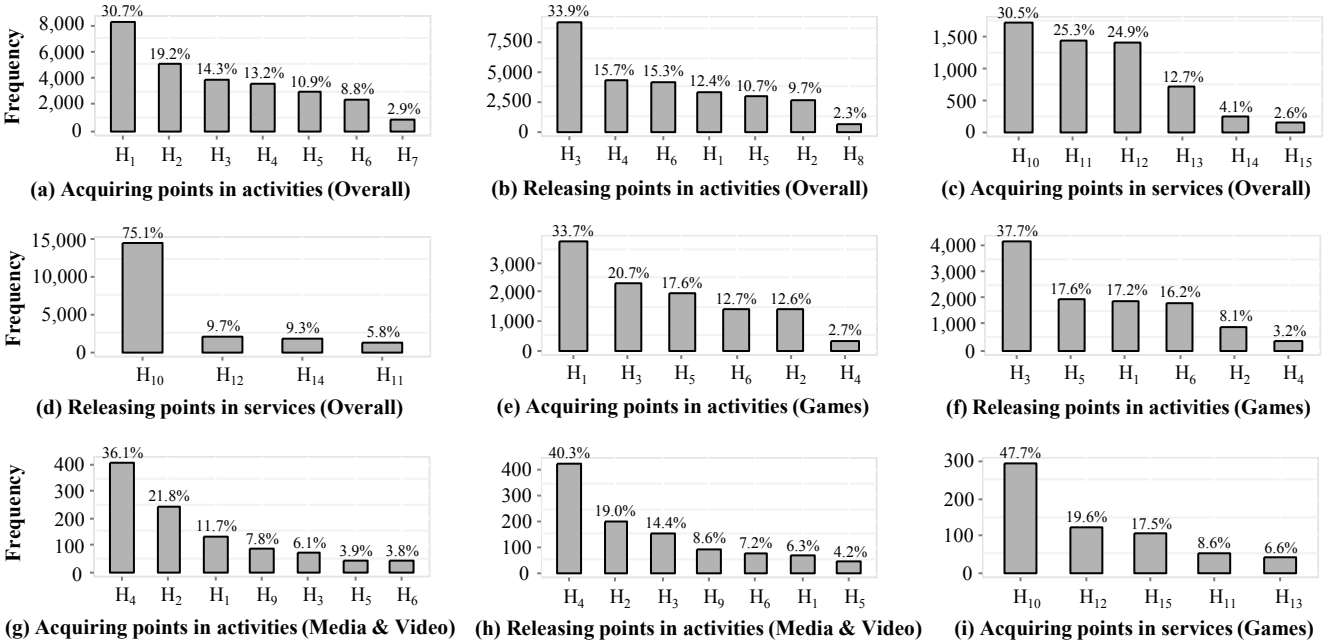 30.7%
8,000
19.2%
6,000
14.3%
13.2%
10.9%
8.8%
4,000
2,000
2.9%
0
Frequency
H1 H2 H3 H4 H5 H6 H7
(a) Acquiring points in activities (Overall)
33.9%
7,500
15.7% 15.3%
5,000
12.4% 10.7% 9.7%
2,500
2.3%
0
H3 H4 H6 H1 H5 H2 H8
(b) Releasing points in activities (Overall)
30.5%
1,500
25.3% 24.9%
1,000
12.7%
500
4.1% 2.6%
0
H10 H11 H12 H13 H14 H15
(c) Acquiring points in services (Overall)
15,000
75.1%
10,000
5,000
9.7% 9.3% 5.8%
0
H10 H12 H14 H11
(d) Releasing points in services (Overall)
33.7%
3,000
20.7%
17.6%
2,000
12.7% 12.6%
1,000
2.7%
0
H1 H3 H5 H6 H2 H4
(e) Acquiring points in activities (Games)
37.7%
4,000
3,000
17.6% 17.2% 16.2%
2,000
8.1%
1,000
3.2%
0
H3 H5 H1 H6 H2 H4
(f) Releasing points in activities (Games)
36.1%
400
300
21.8%
200
11.7%
7.8% 6.1% 3.9% 3.8%
100
0
Frequency
H4 H2 H1 H9 H3 H5 H6
(g) Acquiring points in activities (Media & Video)
40.3%
400
300
19.0%
200
14.4%
8.6% 7.2% 6.3% 4.2%
100
0
H4 H2 H3 H9 H6 H1 H5
(h) Releasing points in activities (Media & Video)
47.7%
300
200
19.6% 17.5%
100
8.6% 6.6%
0
H10 H12 H15 H11 H13
(i) Acquiring points in services (Games)